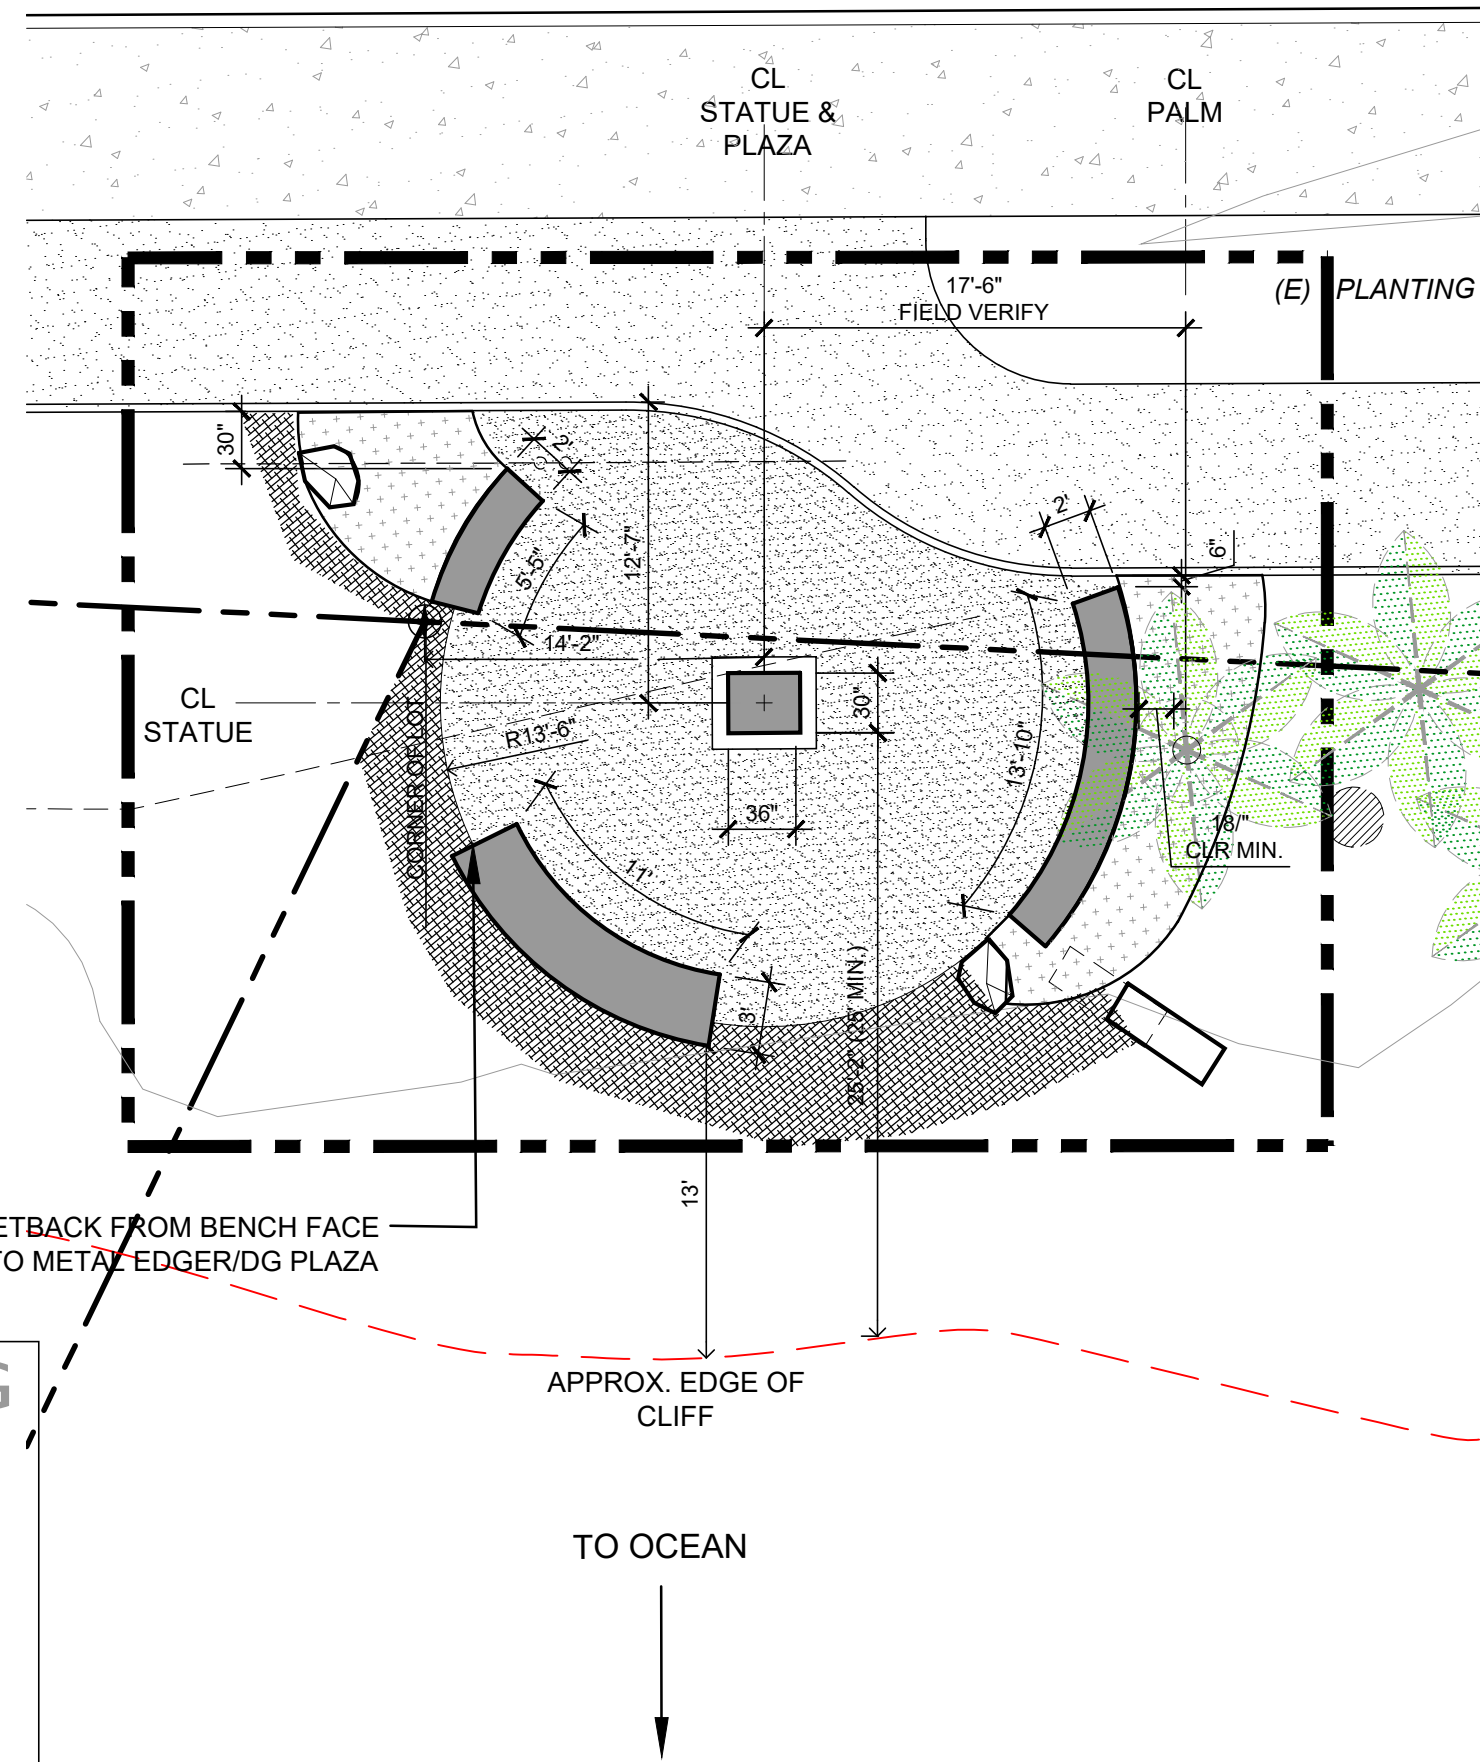 CL
STATUE &
PLAZA
CL
PALM
17'-6"
FIELD VERIFY
(E) PLANTING
30"
2'
5'-5"
12'-7"
2'
6"
14'-2"
CL
STATUE
CORNER OF LOT
R13'-6"
30"
13'-10"
36"
18"
CLR MIN.
11'
3'
25'-2" (25' MIN.)
13'
ETBACK FROM BENCH FACE
TO METAL EDGER/DG PLAZA
G
APPROX. EDGE OF
CLIFF
TO OCEAN